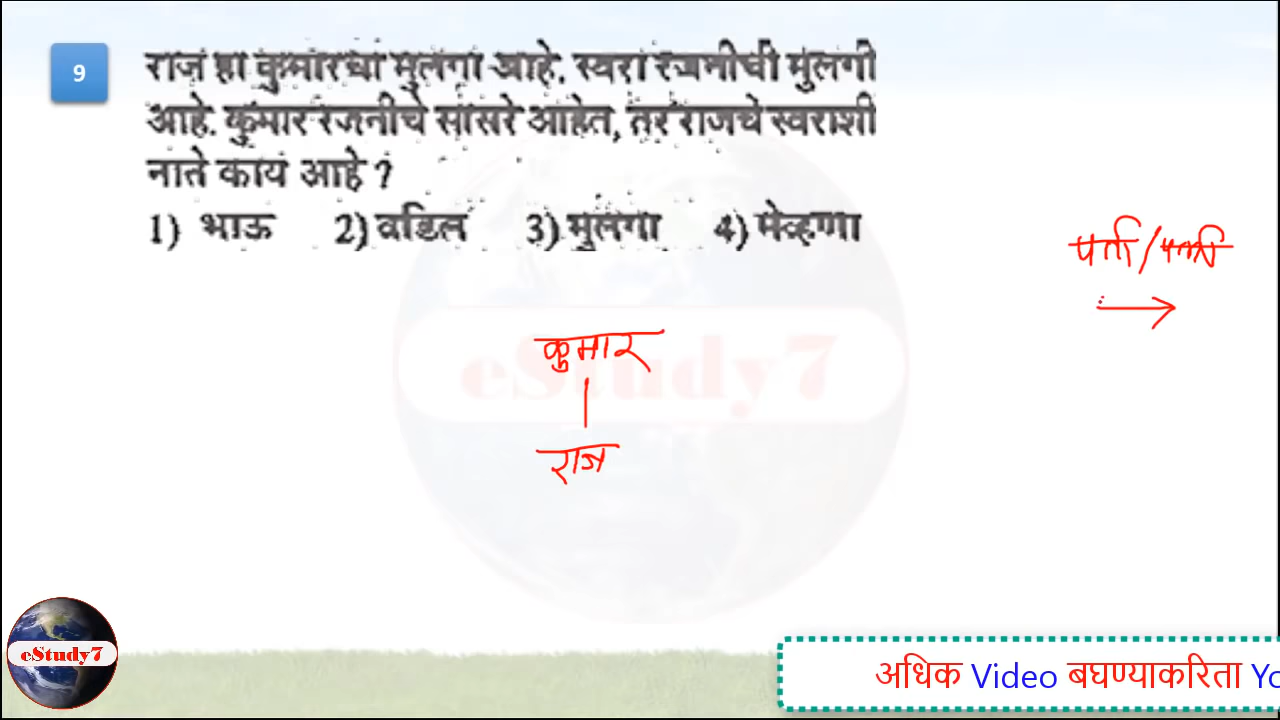 9
राज हा कुमारचा मुलगा आहे. स्वरा रजनीची मुलगी
आहे. कुमार रजनीचे सासरे आहेत, तर राजचे स्वराशी
नाते काय आहे ?
1) भाऊ 2) वडिल 3) मुलगा 4) मेव्हणा
पती/पत्नी
कुमार
eStudy7
राज
eStudy7
अधिक Video बघण्याकरिता Yo